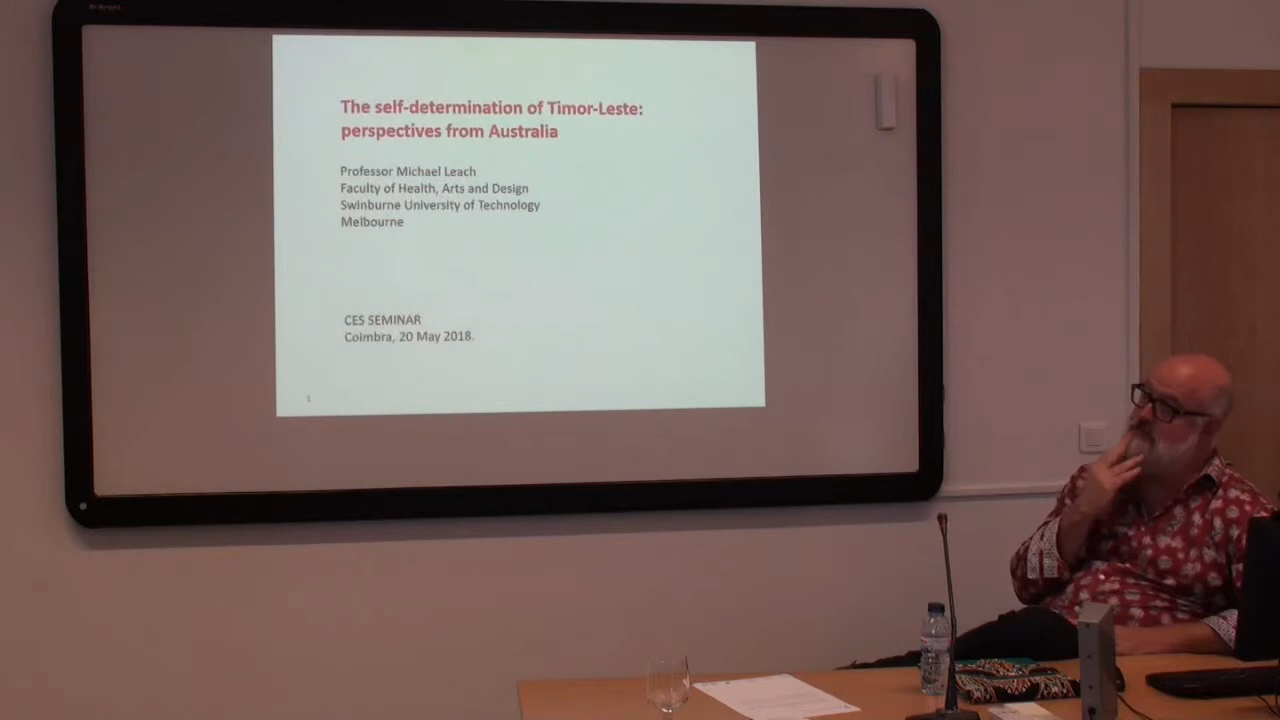 The self-determination of Timor-Leste:
perspectives from Australia
Professor Michael Leach
Faculty of Health, Arts and Design
Swinburne University of Technology
Melbourne
CES SEMINAR
Coimbra, 20 May 2018.
1